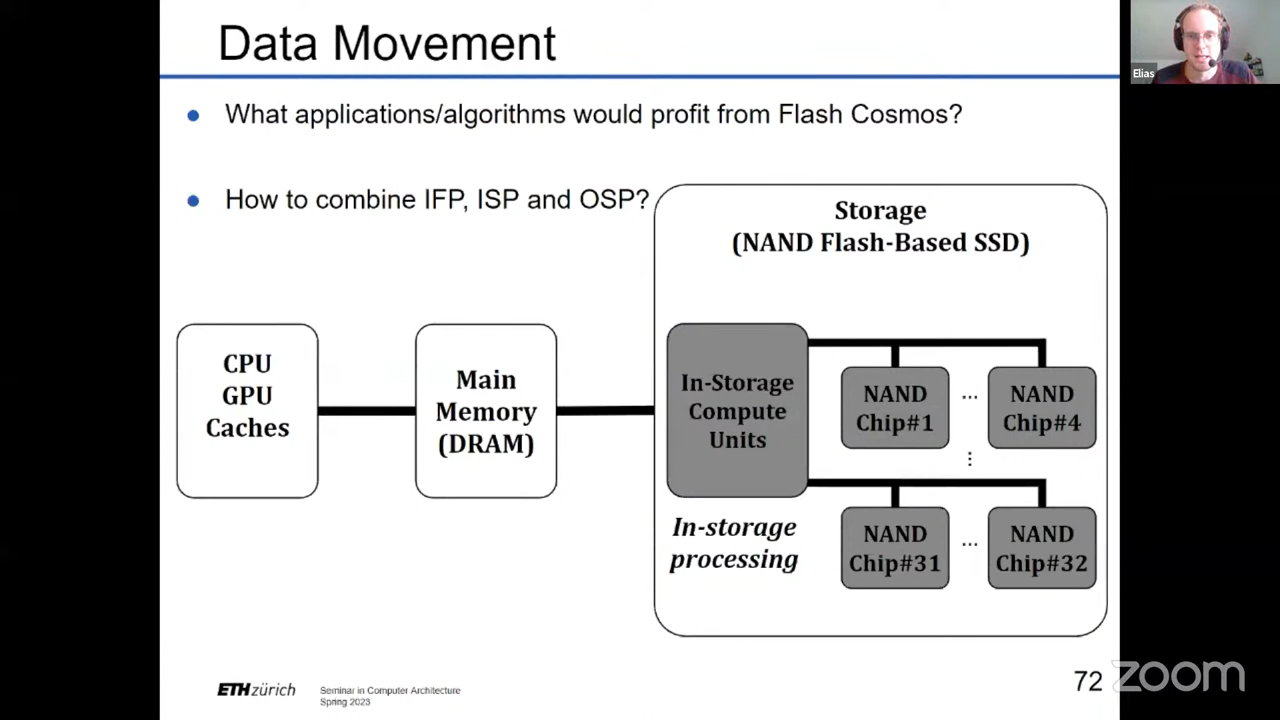 Data Movement
Elias
• What applications/algorithms would profit from Flash Cosmos?
• How to combine IFP, ISP and OSP?
Storage
(NAND Flash-Based SSD)
CPU
GPU
Caches
Main
Memory
(DRAM)
In-Storage
Compute
Units
NAND
Chip#1
...
NAND
Chip#4
⋮
In-storage
processing
NAND
Chip#31
...
NAND
Chip#32
ETHzürich
Seminar in Computer Architecture
Spring 2023
72
zoom